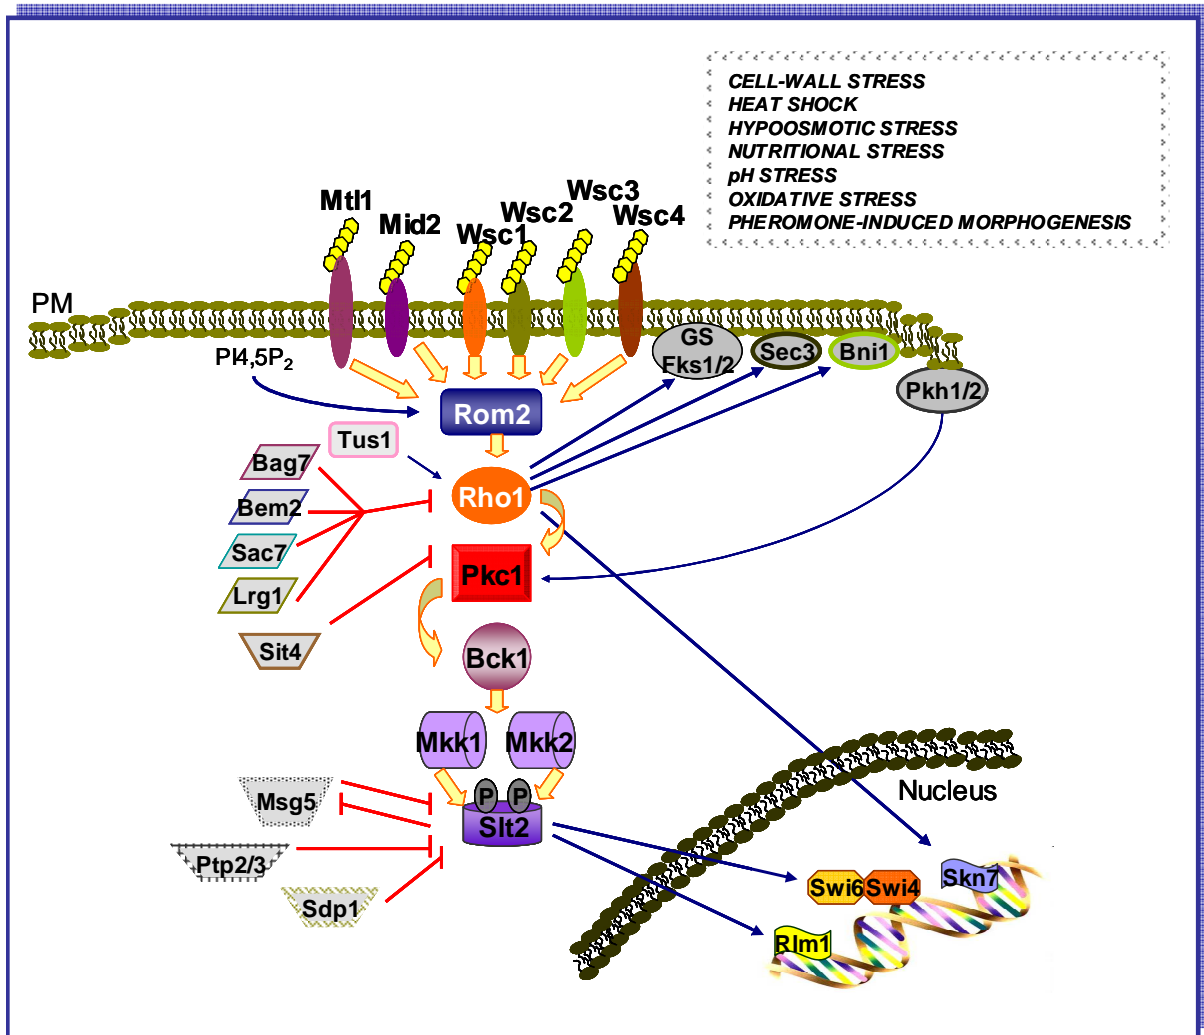 CELL-WALL STRESS
HEAT SHOCK
HYPOOSMOTIC STRESS
NUTRITIONAL STRESS
pH STRESS
OXIDATIVE STRESS
PHEROMONE-INDUCED MORPHOGENESIS
Mtl1
Mid2
Wsc1
Wsc2
Wsc3
Wsc4
PM
PI4,5P2
GS
Fks1/2
Sec3
Bni1
Pkh1/2
Rom2
Tus1
Rho1
Bag7
Bem2
Sac7
Lrg1
Sit4
Pkc1
Bck1
Mkk1
Mkk2
P
P
Slt2
Msg5
Ptp2/3
Sdp1
Nucleus
Swi6
Swi4
Skn7
Rlm1